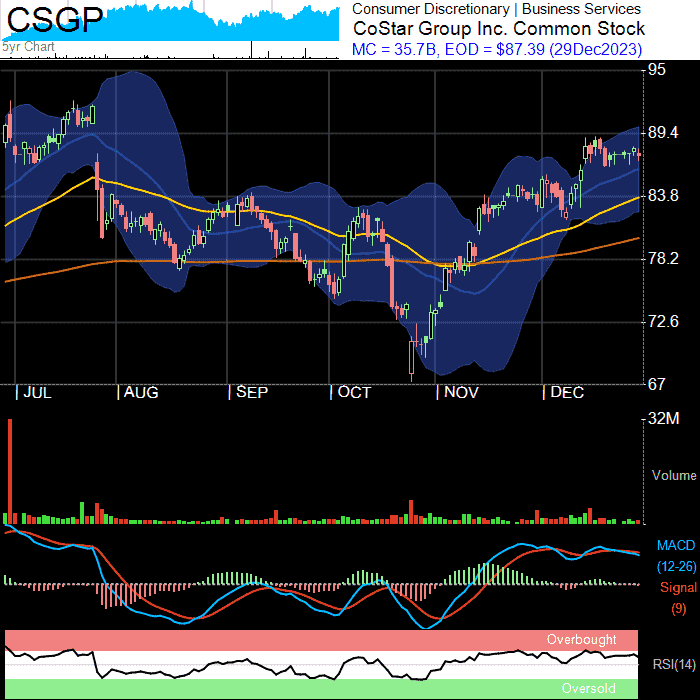 CSGP
5yr Chart
Consumer Discretionary | Business Services
CoStar Group Inc. Common Stock
MC = 35.7B, EOD = $87.39 (29Dec2023)
95
89.4
83.8
78.2
72.6
67
| JUL | AUG | SEP | OCT | NOV | DEC
32M
Volume
MACD
(12-26)
Signal
(9)
Overbought
RSI(14)
Oversold